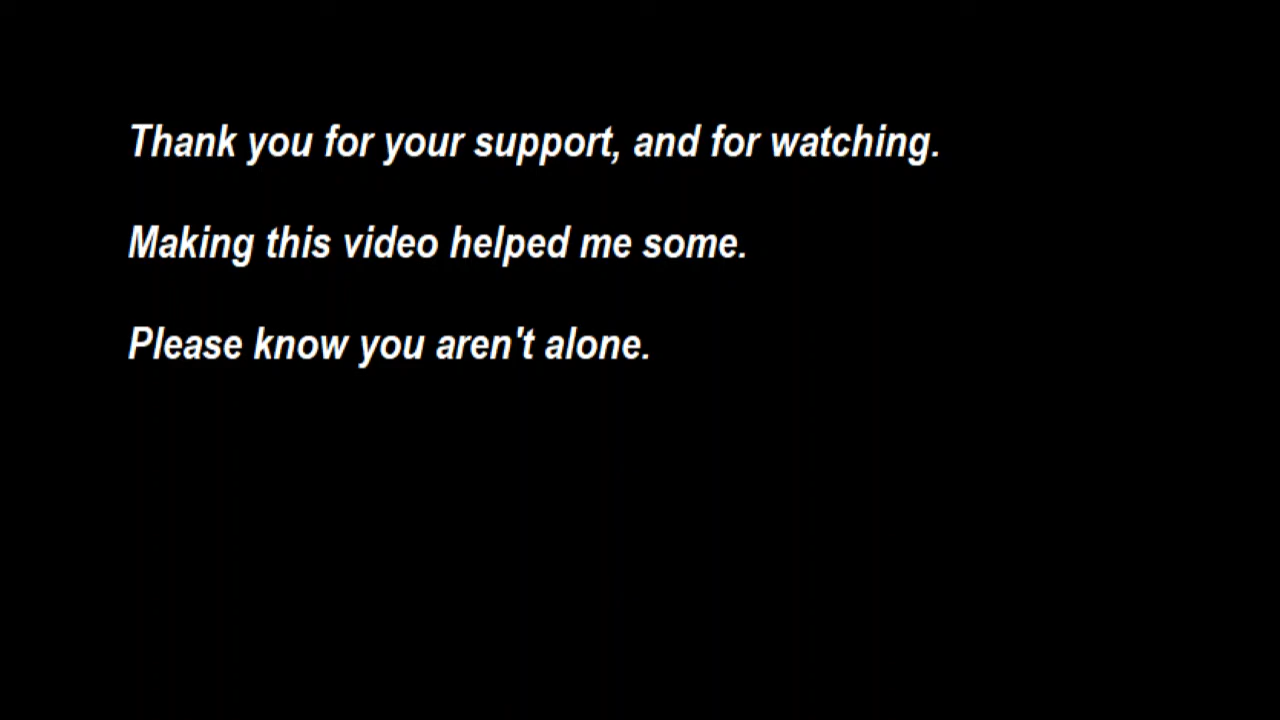 Thank you for your support, and for watching.
Making this video helped me some.
Please know you aren't alone.